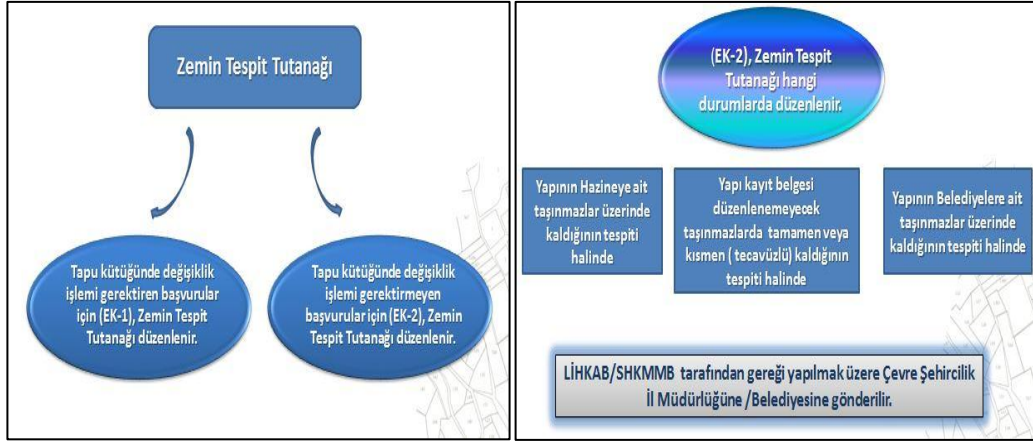 Zemin Tespit Tutanağı
Tapu kütüğünde değişiklik
işlemi gerektiren başvurular
için (EK-1), Zemin Tespit
Tutanağı düzenlenir.
Tapu kütüğünde değişiklik
işlemi gerektirmeyen
başvurular için (EK-2), Zemin
Tespit Tutanağı düzenlenir.
(EK-2), Zemin Tespit
Tutanağı hangi
durumlarda düzenlenir.
Yapının Hazineye ait
taşınmazlar üzerinde
kaldığının tespiti
halinde
Yapı kayıt belgesi
düzenlenemeyecek
taşınmazlarda tamamen veya
kısmen ( tecavüzlü) kaldığının
tespiti halinde
Yapının Belediyelere ait
taşınmazlar üzerinde
kaldığının tespiti halinde
LİHKAB/SHKMMB tarafından gereği yapılmak üzere Çevre Şehircilik
İl Müdürlüğüne /Belediyesine gönderilir.